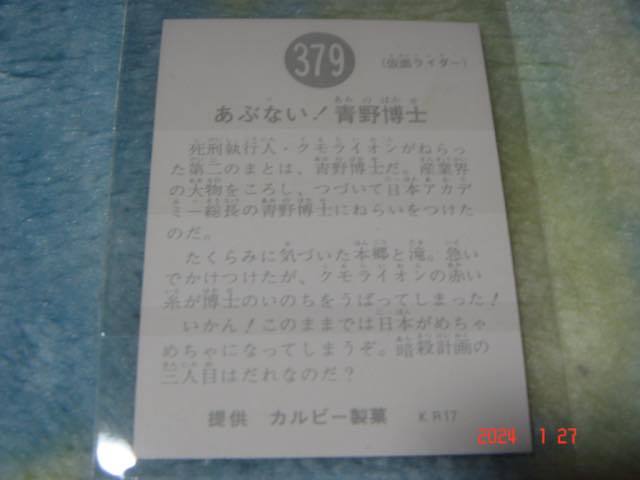 379
(仮面ライダー)
あぶない!青野博士
死刑執行人・クモライオンがねらっ
た第二のまとは、青野博士だ。産業界
の大物をころし、つづいて日本アカデ
ミー総長の青野博士にねらいをつけた
のだ。
たくらみに気づいた本郷と滝。急い
でかけつけたが、クモライオンの赤い
糸が博士のいのちをうばってしまった!
いかん!このままでは日本がめちゃ
めちゃになってしまうぞ。暗殺計画の
三人目はだれなのだ?
提供 カルビー製菓 K R17
2024 1 27